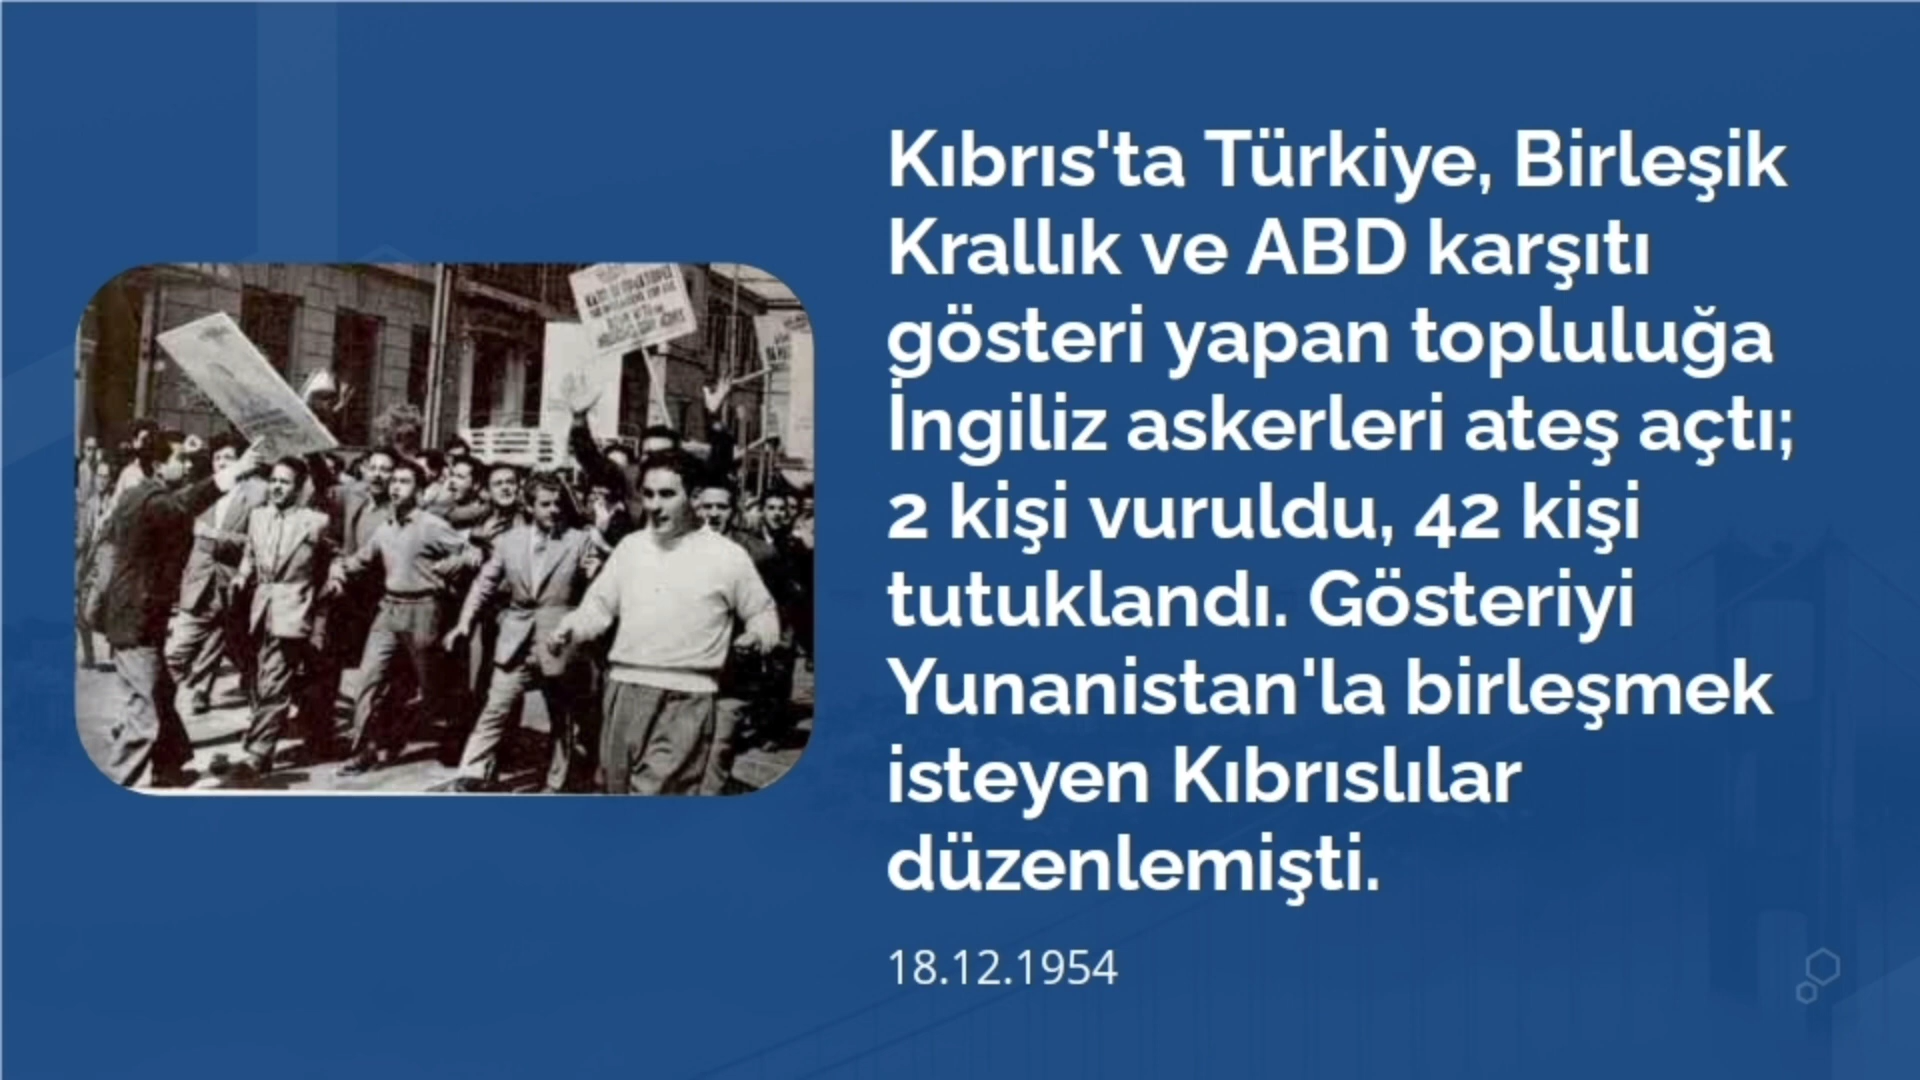 Kıbrıs'ta Türkiye, Birleşik
Krallık ve ABD karşıtı
gösteri yapan topluluğa
İngiliz askerleri ateş açtı;
2 kişi vuruldu, 42 kişi
tutuklandı. Gösteriyi
Yunanistan'la birleşmek
isteyen Kıbrıslılar
düzenlemişti.
18.12.1954